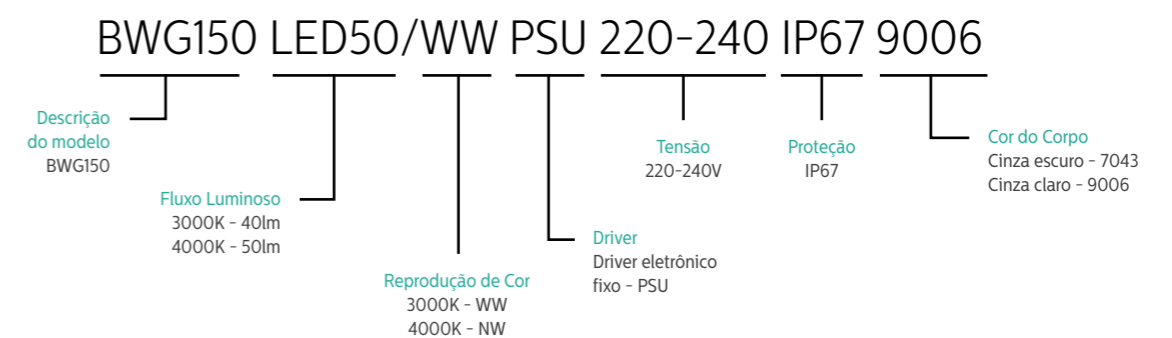 BWG150 LED50/WW PSU 220-240 IP67 9006
Descrição
do modelo
BWG150
Fluxo Luminoso
3000K - 40lm
4000K - 50lm
Reprodução de Cor
3000K - WW
4000K - NW
Driver
Driver eletrônico
fixo - PSU
Tensão
220-240V
Proteção
IP67
Cor do Corpo
Cinza escuro - 7043
Cinza claro - 9006